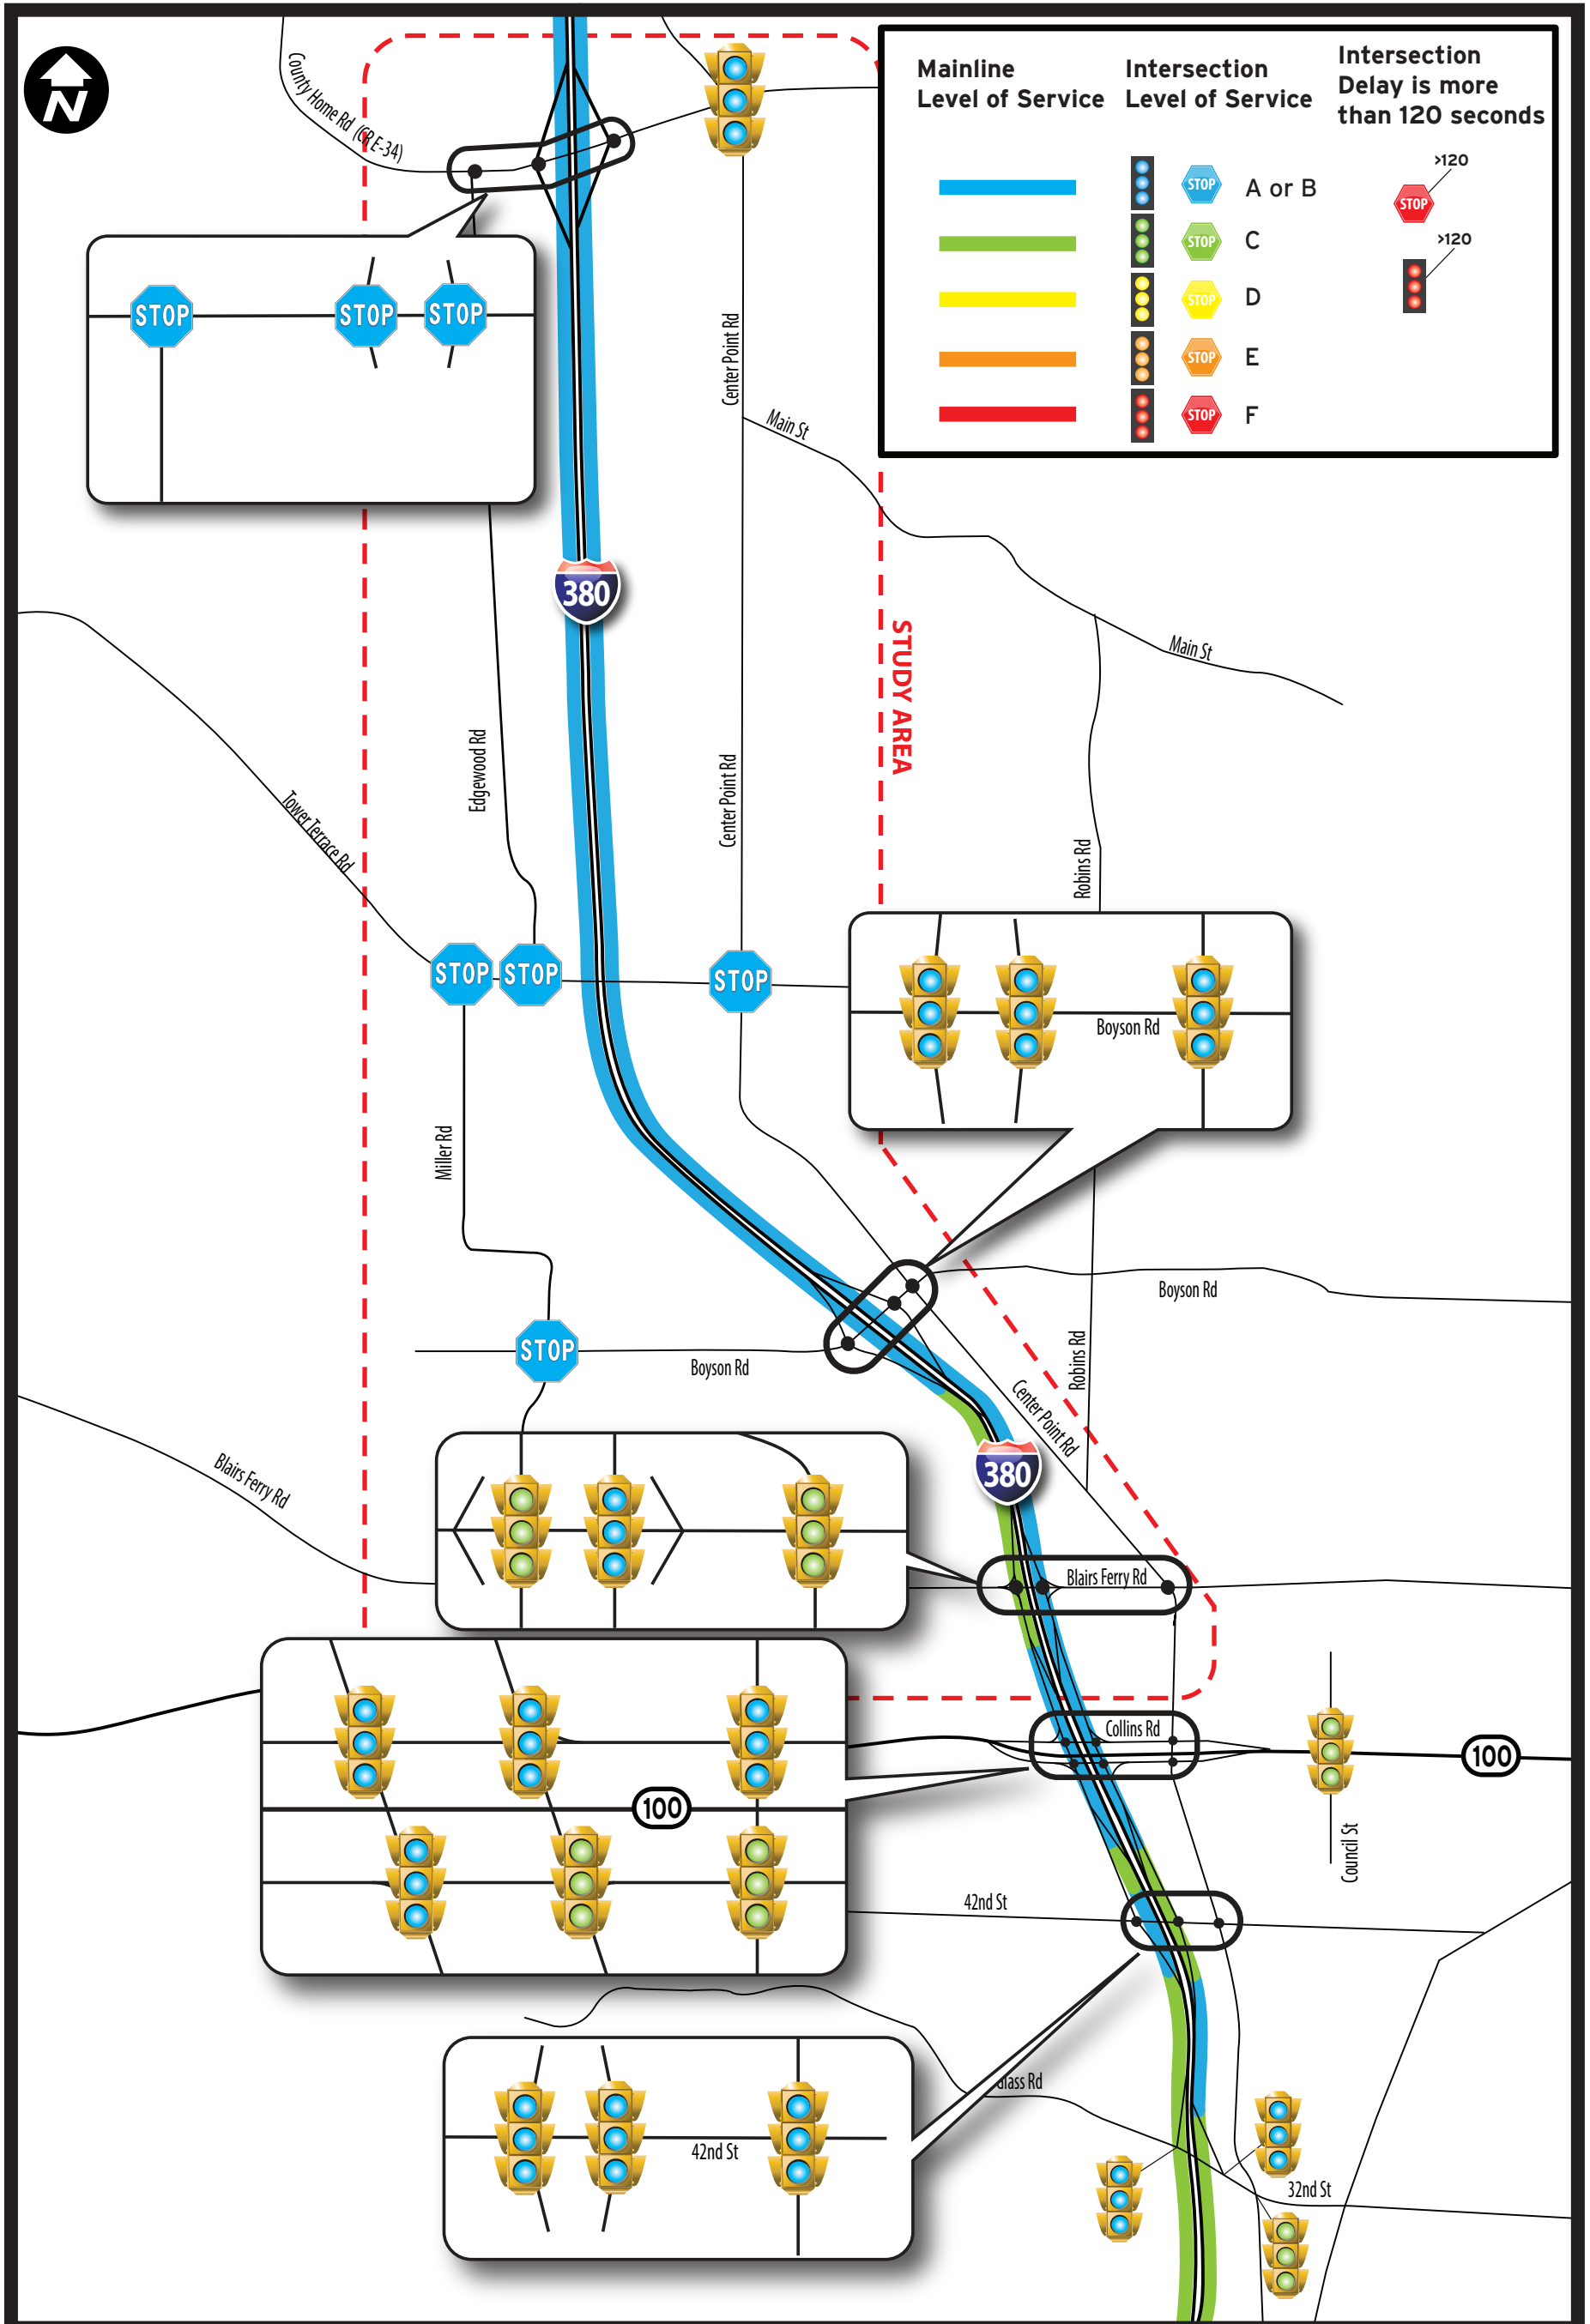 N
County Home Rd (CR E-34)
Mainline
Level of Service
Intersection
Level of Service
Intersection
Delay is more
than 120 seconds
STOP
A or B
STOP
C
STOP
D
STOP
E
STOP
F
>120
STOP
>120
STOP
STOP
STOP
Center Point Rd
Main St
380
STUDY AREA
Main St
Edgewood Rd
Center Point Rd
Tower Terrace Rd
Robins Rd
STOP
STOP
STOP
Boyson Rd
Miller Rd
Boyson Rd
STOP
Boyson Rd
Robins Rd
Center Point Rd
380
Blairs Ferry Rd
Blairs Ferry Rd
Collins Rd
100
100
Council St
42nd St
42nd St
Rd
32nd St